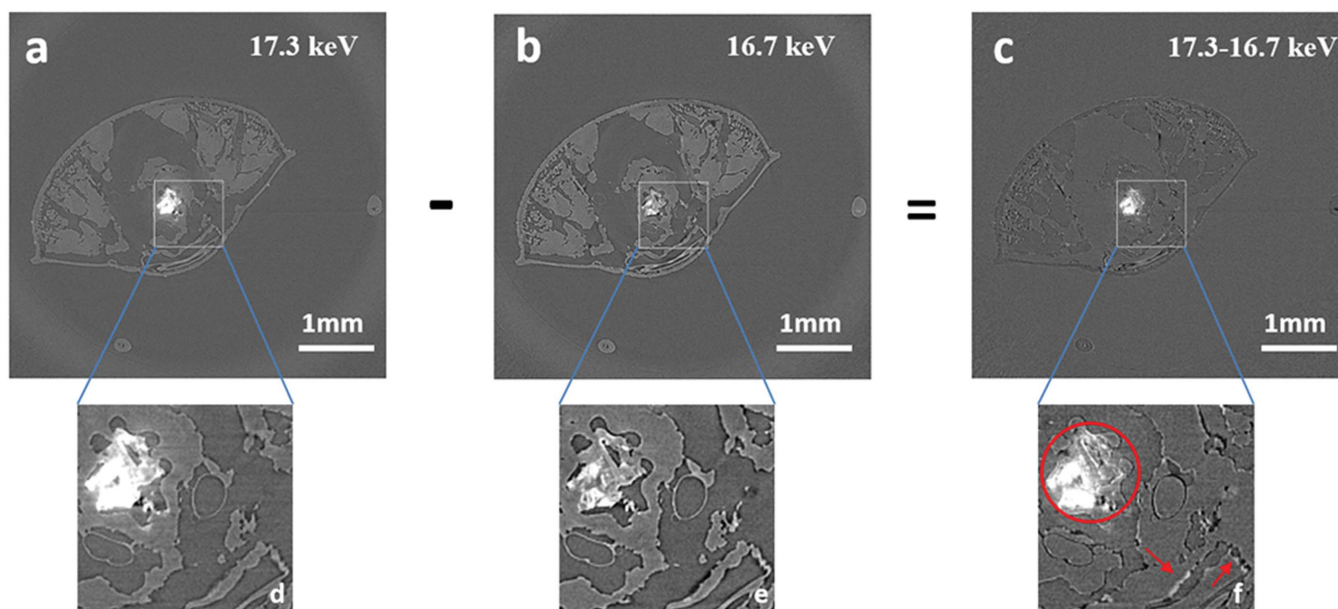 a 17.3 keV
b 16.7 keV
c 17.3-16.7 keV
-
=
1mm
1mm
1mm
d
e
f